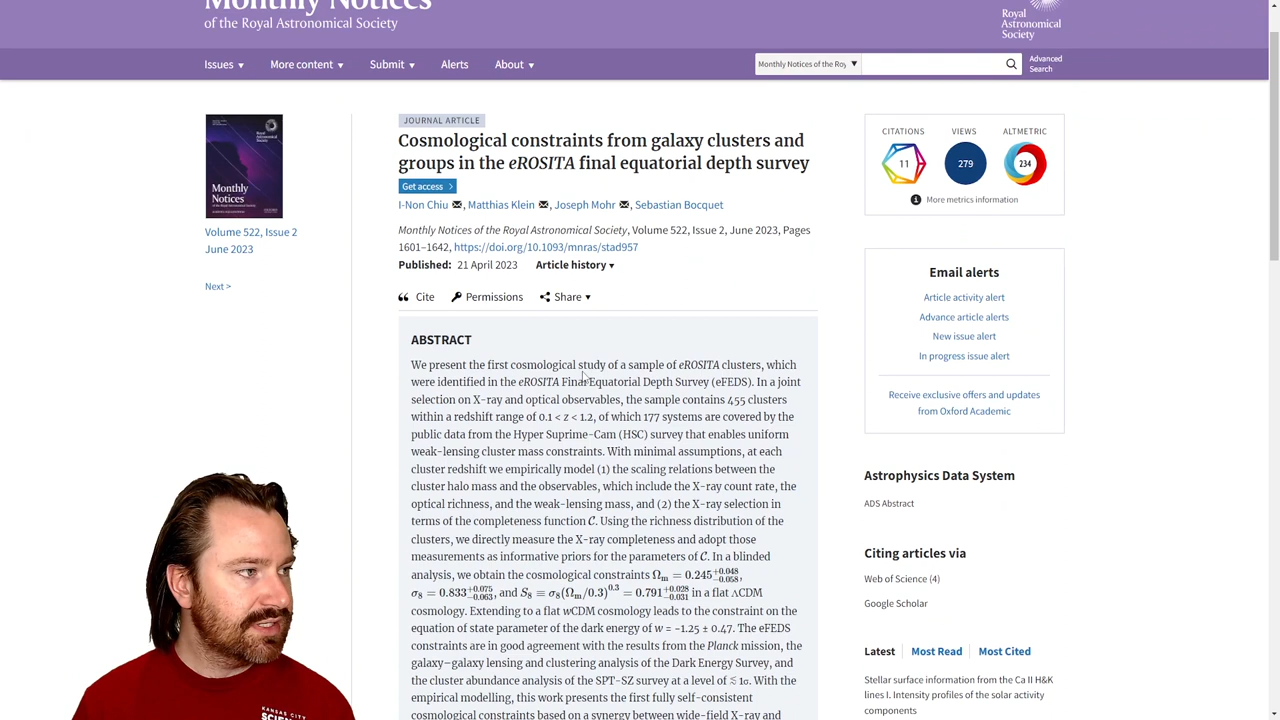 Monthly Notices
of the Royal Astronomical Society
Royal
Astronomical
Society
Issues ▾ More content ▾ Submit ▾ Alerts About ▾
Monthly Notices of the Roy ▼
Advanced
Search
Monthly
Notices
Volume 522, Issue 2
June 2023
Next >
JOURNAL ARTICLE
Cosmological constraints from galaxy clusters and
groups in the eROSITA final equatorial depth survey
Get access >
I-Non Chiu ✉, Matthias Klein ✉, Joseph Mohr ✉, Sebastian Bocquet
Monthly Notices of the Royal Astronomical Society, Volume 522, Issue 2, June 2023, Pages
1601–1642, https://doi.org/10.1093/mnras/stad957
Published: 21 April 2023 Article history ▾
Cite Permissions Share ▾
ABSTRACT
We present the first cosmological study of a sample of eROSITA clusters, which
were identified in the eROSITA Final Equatorial Depth Survey (eFEDS). In a joint
selection on X-ray and optical observables, the sample contains 455 clusters
within a redshift range of 0.1 < z < 1.2, of which 177 systems are covered by the
public data from the Hyper Suprime-Cam (HSC) survey that enables uniform
weak-lensing cluster mass constraints. With minimal assumptions, at each
cluster redshift we empirically model (1) the scaling relations between the
cluster halo mass and the observables, which include the X-ray count rate, the
optical richness, and the weak-lensing mass, and (2) the X-ray selection in
terms of the completeness function C. Using the richness distribution of the
clusters, we directly measure the X-ray completeness and adopt those
measurements as informative priors for the parameters of C. In a blinded
analysis, we obtain the cosmological constraints Ωm = 0.245+0.048−0.058,
σ8 = 0.833+0.075−0.063, and S8 ≡ σ8(Ωm/0.3)^0.3 = 0.791+0.028−0.031 in a flat ΛCDM
cosmology. Extending to a flat wCDM cosmology leads to the constraint on the
equation of state parameter of the dark energy of w = −1.25 ± 0.47. The eFEDS
constraints are in good agreement with the results from the Planck mission, the
galaxy–galaxy lensing and clustering analysis of the Dark Energy Survey, and
the cluster abundance analysis of the SPT-SZ survey at a level of ≲ 1σ. With the
empirical modelling, this work presents the first fully self-consistent
cosmological constraints based on a synergy between wide-field X-ray and
CITATIONS VIEWS ALTMETRIC
11 279 234
More metrics information
Email alerts
Article activity alert
Advance article alerts
New issue alert
In progress issue alert
Receive exclusive offers and updates
from Oxford Academic
Astrophysics Data System
ADS Abstract
Citing articles via
Web of Science (4)
Google Scholar
Latest Most Read Most Cited
Stellar surface information from the Ca II H&K
lines I. Intensity profiles of the solar activity
components
KANSAS CITY